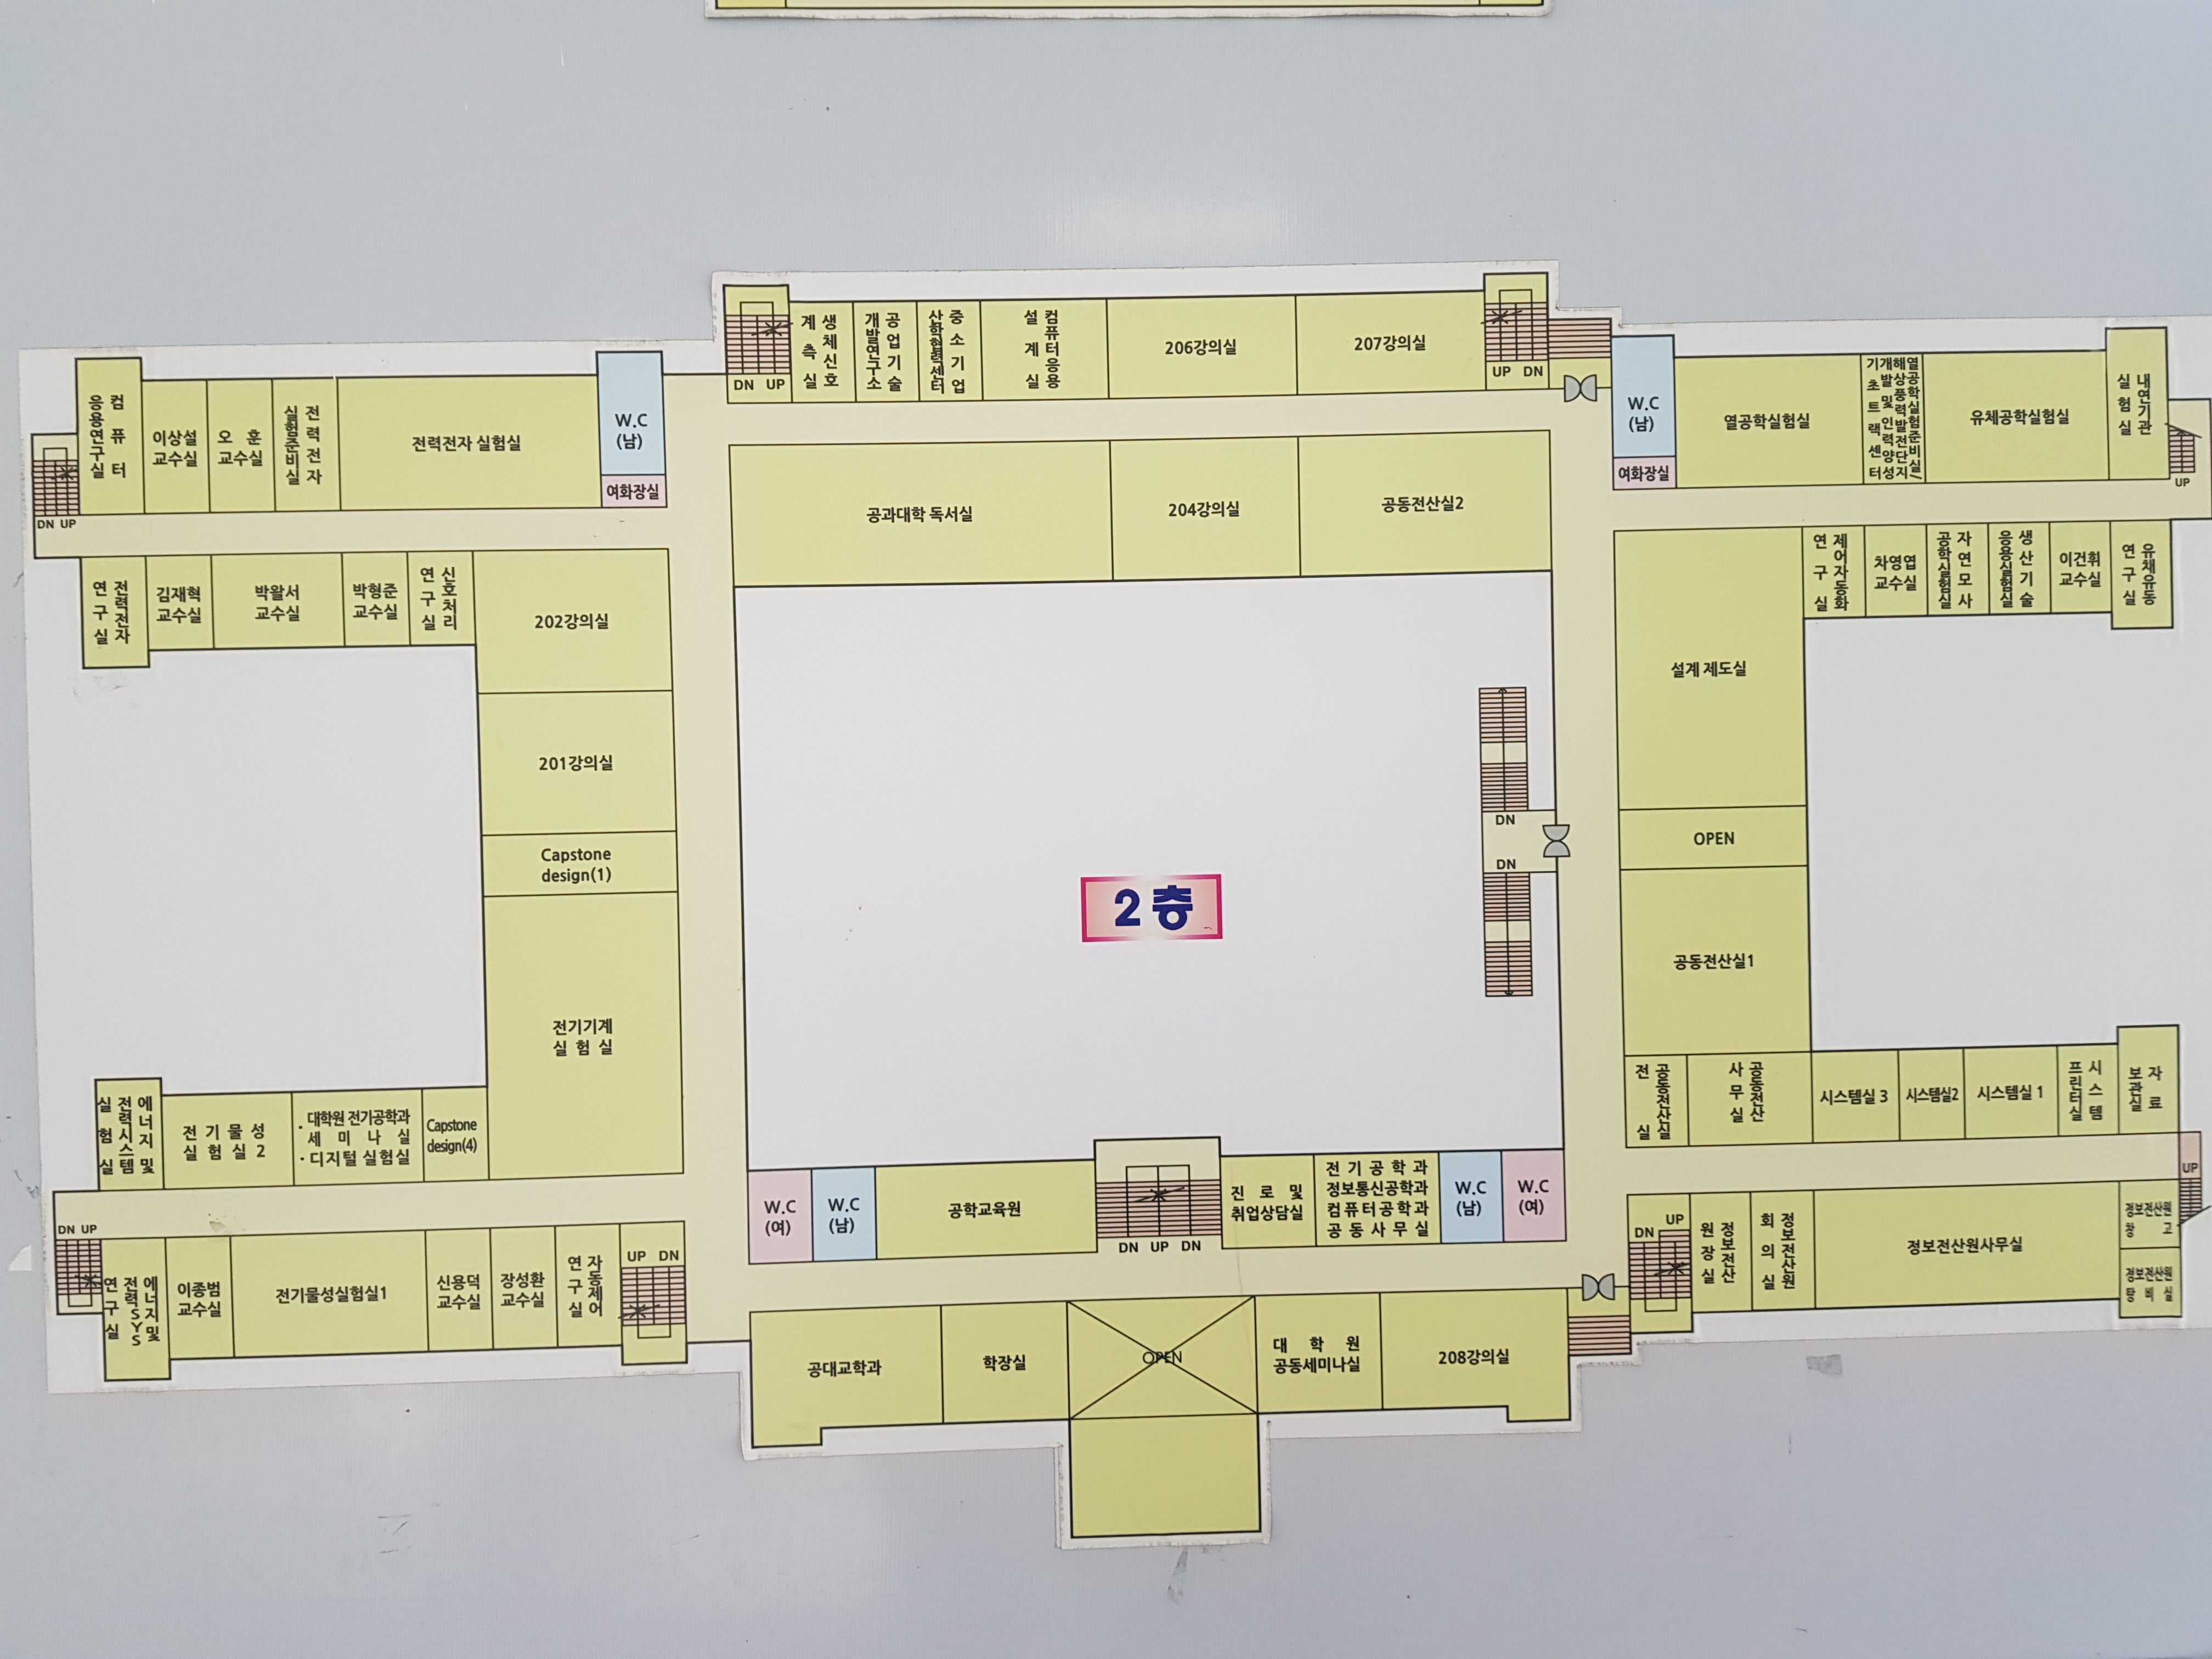 컴퓨터
응용연구실
이상설
교수실
오 훈
교수실
전력전자
실험준비실
전력전자 실험실
W.C
(남)
여화장실
DN UP
DN UP
생체신호
계측실
공업기술
개발연구소
중소기업
산학협력센터
컴퓨터응용
설계실
206강의실
207강의실
UP DN
W.C
(남)
여화장실
열공학실험실
열공학실험준비실/
해상풍력발전단지
개발및인력양성
기초트랙센터
유체공학실험실
내연기관
실험실
UP
전력전자
연구실
김재혁
교수실
박왈서
교수실
박형준
교수실
신호처리
연구실
202강의실
201강의실
Capstone
design(1)
전기기계
실 험 실
공과대학 독서실
204강의실
공동전산실2
설계 제도실
제어자동화
연구실
차영엽
교수실
자연모사
공학실험실
생산기술
응용실험실
이건휘
교수실
유체유동
연구실
OPEN
공동전산실1
DN
DN
2층
에너지및
전력시스템
실험실
전 기 물 성
실 험 실 2
· 대학원 전기공학과
세 미 나 실
· 디지털 실험실
Capstone
design(4)
공동전산실
전실
공동전산
사무실
시스템실 3
시스템실2
시스템실 1
시스템
프린터실
자료
보관실
W.C
(여)
W.C
(남)
공학교육원
DN UP DN
진 로 및
취업상담실
전 기 공 학 과
정보통신공학과
컴퓨터공학과
공 동 사 무 실
W.C
(남)
W.C
(여)
UP
DN UP
에너지및
전력SYS
연구실
이종범
교수실
전기물성실험실1
신용덕
교수실
장성환
교수실
자동제어
연구실
UP DN
DN UP
정보전산
원장실
정보전산원
회의실
정보전산원사무실
정보전산원
창 고
정보전산원
탕 비 실
공대교학과
학장실
OPEN
대 학 원
공동세미나실
208강의실